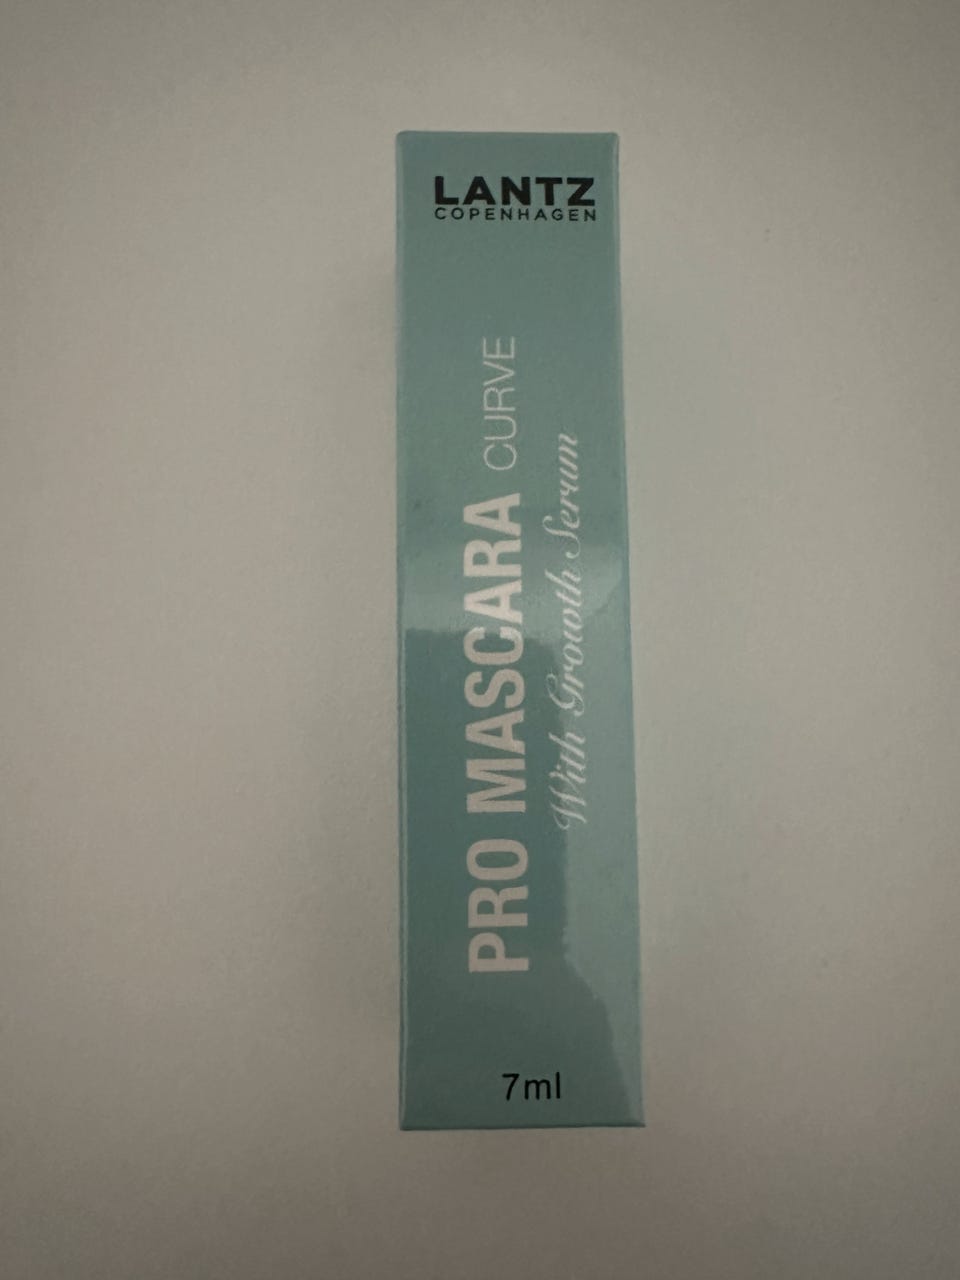 LANTZ
COPENHAGEN
PRO MASCARA CURVE
With Growth Serum
7ml